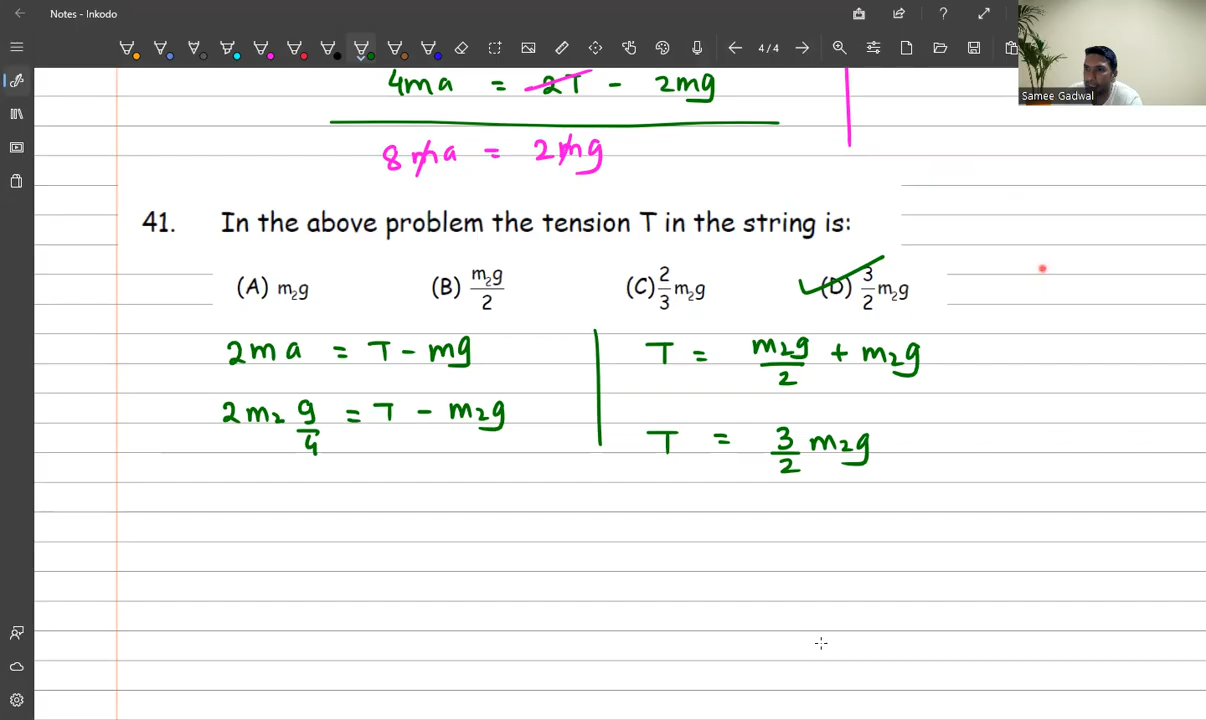 Notes - Inkodo
4/4
Samee Gadwal
4ma = 2T - 2mg
8ma = 2mg
41. In the above problem the tension T in the string is:
(A) m₂g (B) m₂g/2 (C) 2/3 m₂g (D) 3/2 m₂g
2ma = T - mg
2m₂ g/4 = T - m₂g
T = m₂g/2 + m₂g
T = 3/2 m₂g